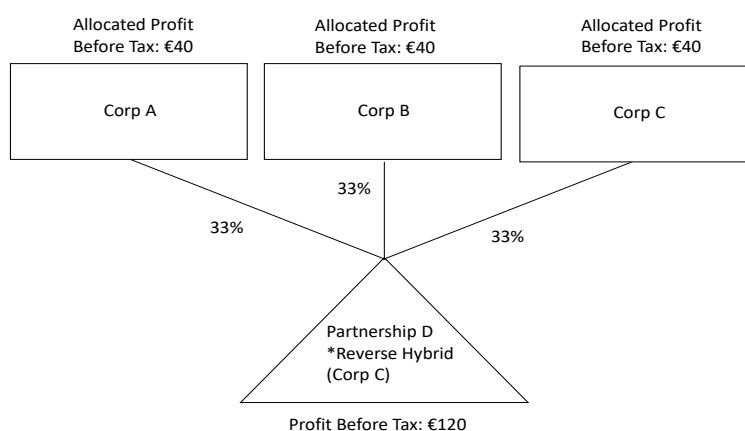 Allocated Profit
Before Tax: €40
Allocated Profit
Before Tax: €40
Allocated Profit
Before Tax: €40
Corp A
Corp B
Corp C
33%
33%
33%
Partnership D
*Reverse Hybrid
(Corp C)
Profit Before Tax: €120